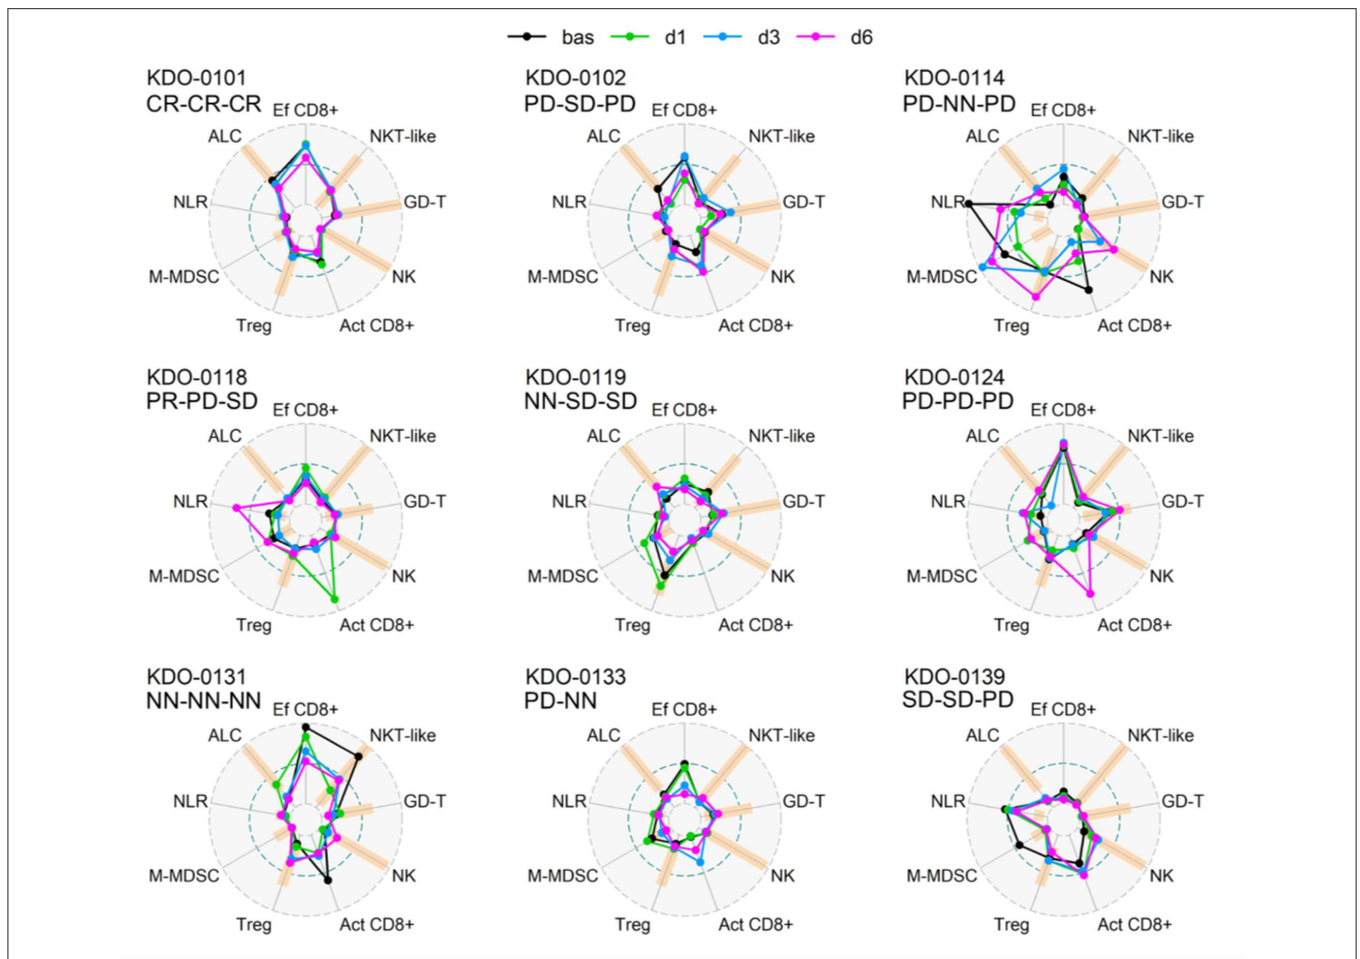 bas d1 d3 d6
KDO-0101
CR-CR-CR
Ef CD8+
NKT-like
GD-T
NK
Act CD8+
Treg
M-MDSC
NLR
ALC
KDO-0102
PD-SD-PD
Ef CD8+
NKT-like
GD-T
NK
Act CD8+
Treg
M-MDSC
NLR
ALC
KDO-0114
PD-NN-PD
Ef CD8+
NKT-like
GD-T
NK
Act CD8+
Treg
M-MDSC
NLR
ALC
KDO-0118
PR-PD-SD
Ef CD8+
NKT-like
GD-T
NK
Act CD8+
Treg
M-MDSC
NLR
ALC
KDO-0119
NN-SD-SD
Ef CD8+
NKT-like
GD-T
NK
Act CD8+
Treg
M-MDSC
NLR
ALC
KDO-0124
PD-PD-PD
Ef CD8+
NKT-like
GD-T
NK
Act CD8+
Treg
M-MDSC
NLR
ALC
KDO-0131
NN-NN-NN
Ef CD8+
NKT-like
GD-T
NK
Act CD8+
Treg
M-MDSC
NLR
ALC
KDO-0133
PD-NN
Ef CD8+
NKT-like
GD-T
NK
Act CD8+
Treg
M-MDSC
NLR
ALC
KDO-0139
SD-SD-PD
Ef CD8+
NKT-like
GD-T
NK
Act CD8+
Treg
M-MDSC
NLR
ALC